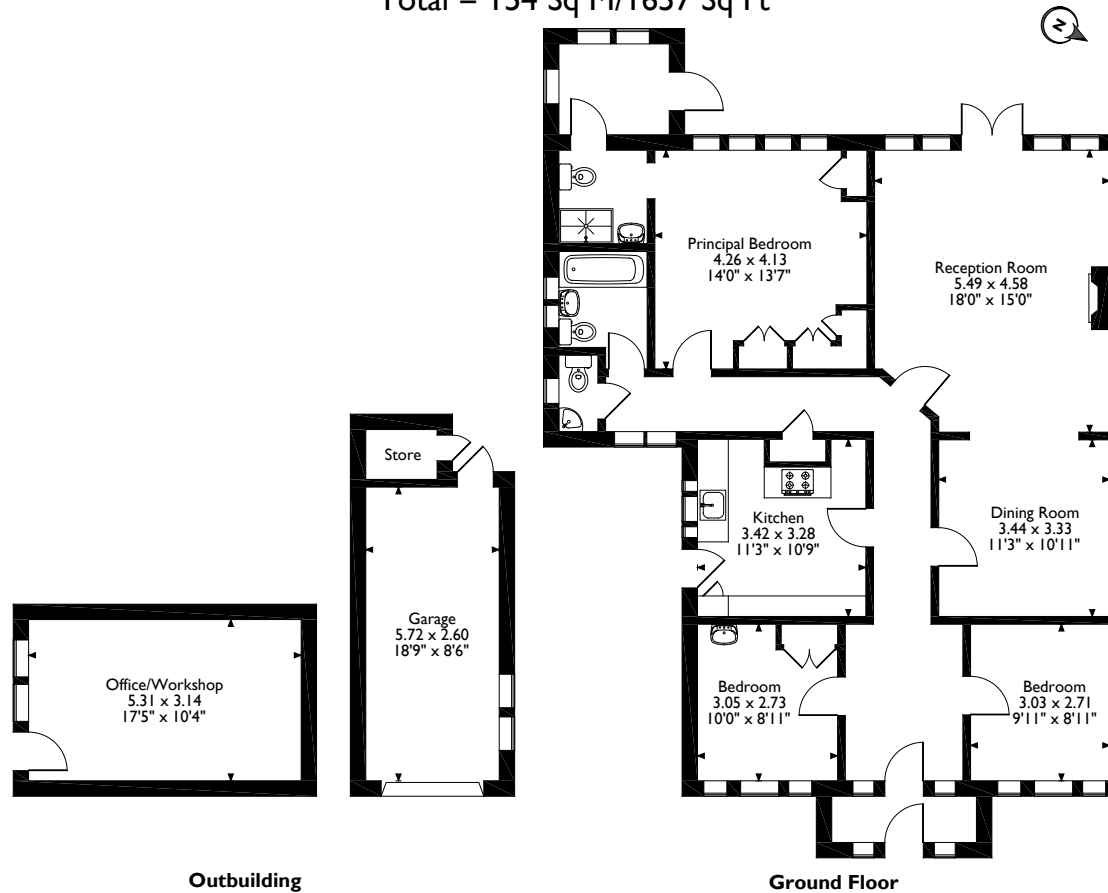 Total = 154 Sq M/1657 Sq Ft
N
Principal Bedroom
4.26 x 4.13
14'0" x 13'7"
Reception Room
5.49 x 4.58
18'0" x 15'0"
Store
Kitchen
3.42 x 3.28
11'3" x 10'9"
Dining Room
3.44 x 3.33
11'3" x 10'11"
Garage
5.72 x 2.60
18'9" x 8'6"
Office/Workshop
5.31 x 3.14
17'5" x 10'4"
Bedroom
3.05 x 2.73
10'0" x 8'11"
Bedroom
3.03 x 2.71
9'11" x 8'11"
Outbuilding
Ground Floor